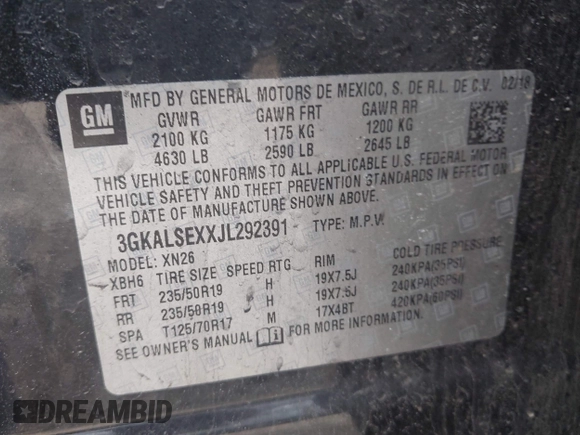 GM
MFD BY GENERAL MOTORS DE MEXICO, S. DE R.L. DE C.V. 02/18
GVWR GAWR FRT GAWR RR
2100 KG 1175 KG 1200 KG
4630 LB 2590 LB 2645 LB
THIS VEHICLE CONFORMS TO ALL APPLICABLE U.S. FEDERAL MOTOR
VEHICLE SAFETY AND THEFT PREVENTION STANDARDS IN EFFECT ON
THE DATE OF MANUFACTURE SHOWN ABOVE.
3GKALSEXXJL292391 TYPE: M.P.V.
MODEL: XN26
XBH6 TIRE SIZE SPEED RTG RIM COLD TIRE PRESSURE
FRT 235/50R19 H 19X7.5J 240KPA(35PSI)
RR 235/50R19 H 19X7.5J 240KPA(35PSI)
SPA T125/70R17 M 17X4BT 420KPA(60PSI)
SEE OWNER'S MANUAL FOR MORE INFORMATION.
DREAMBID